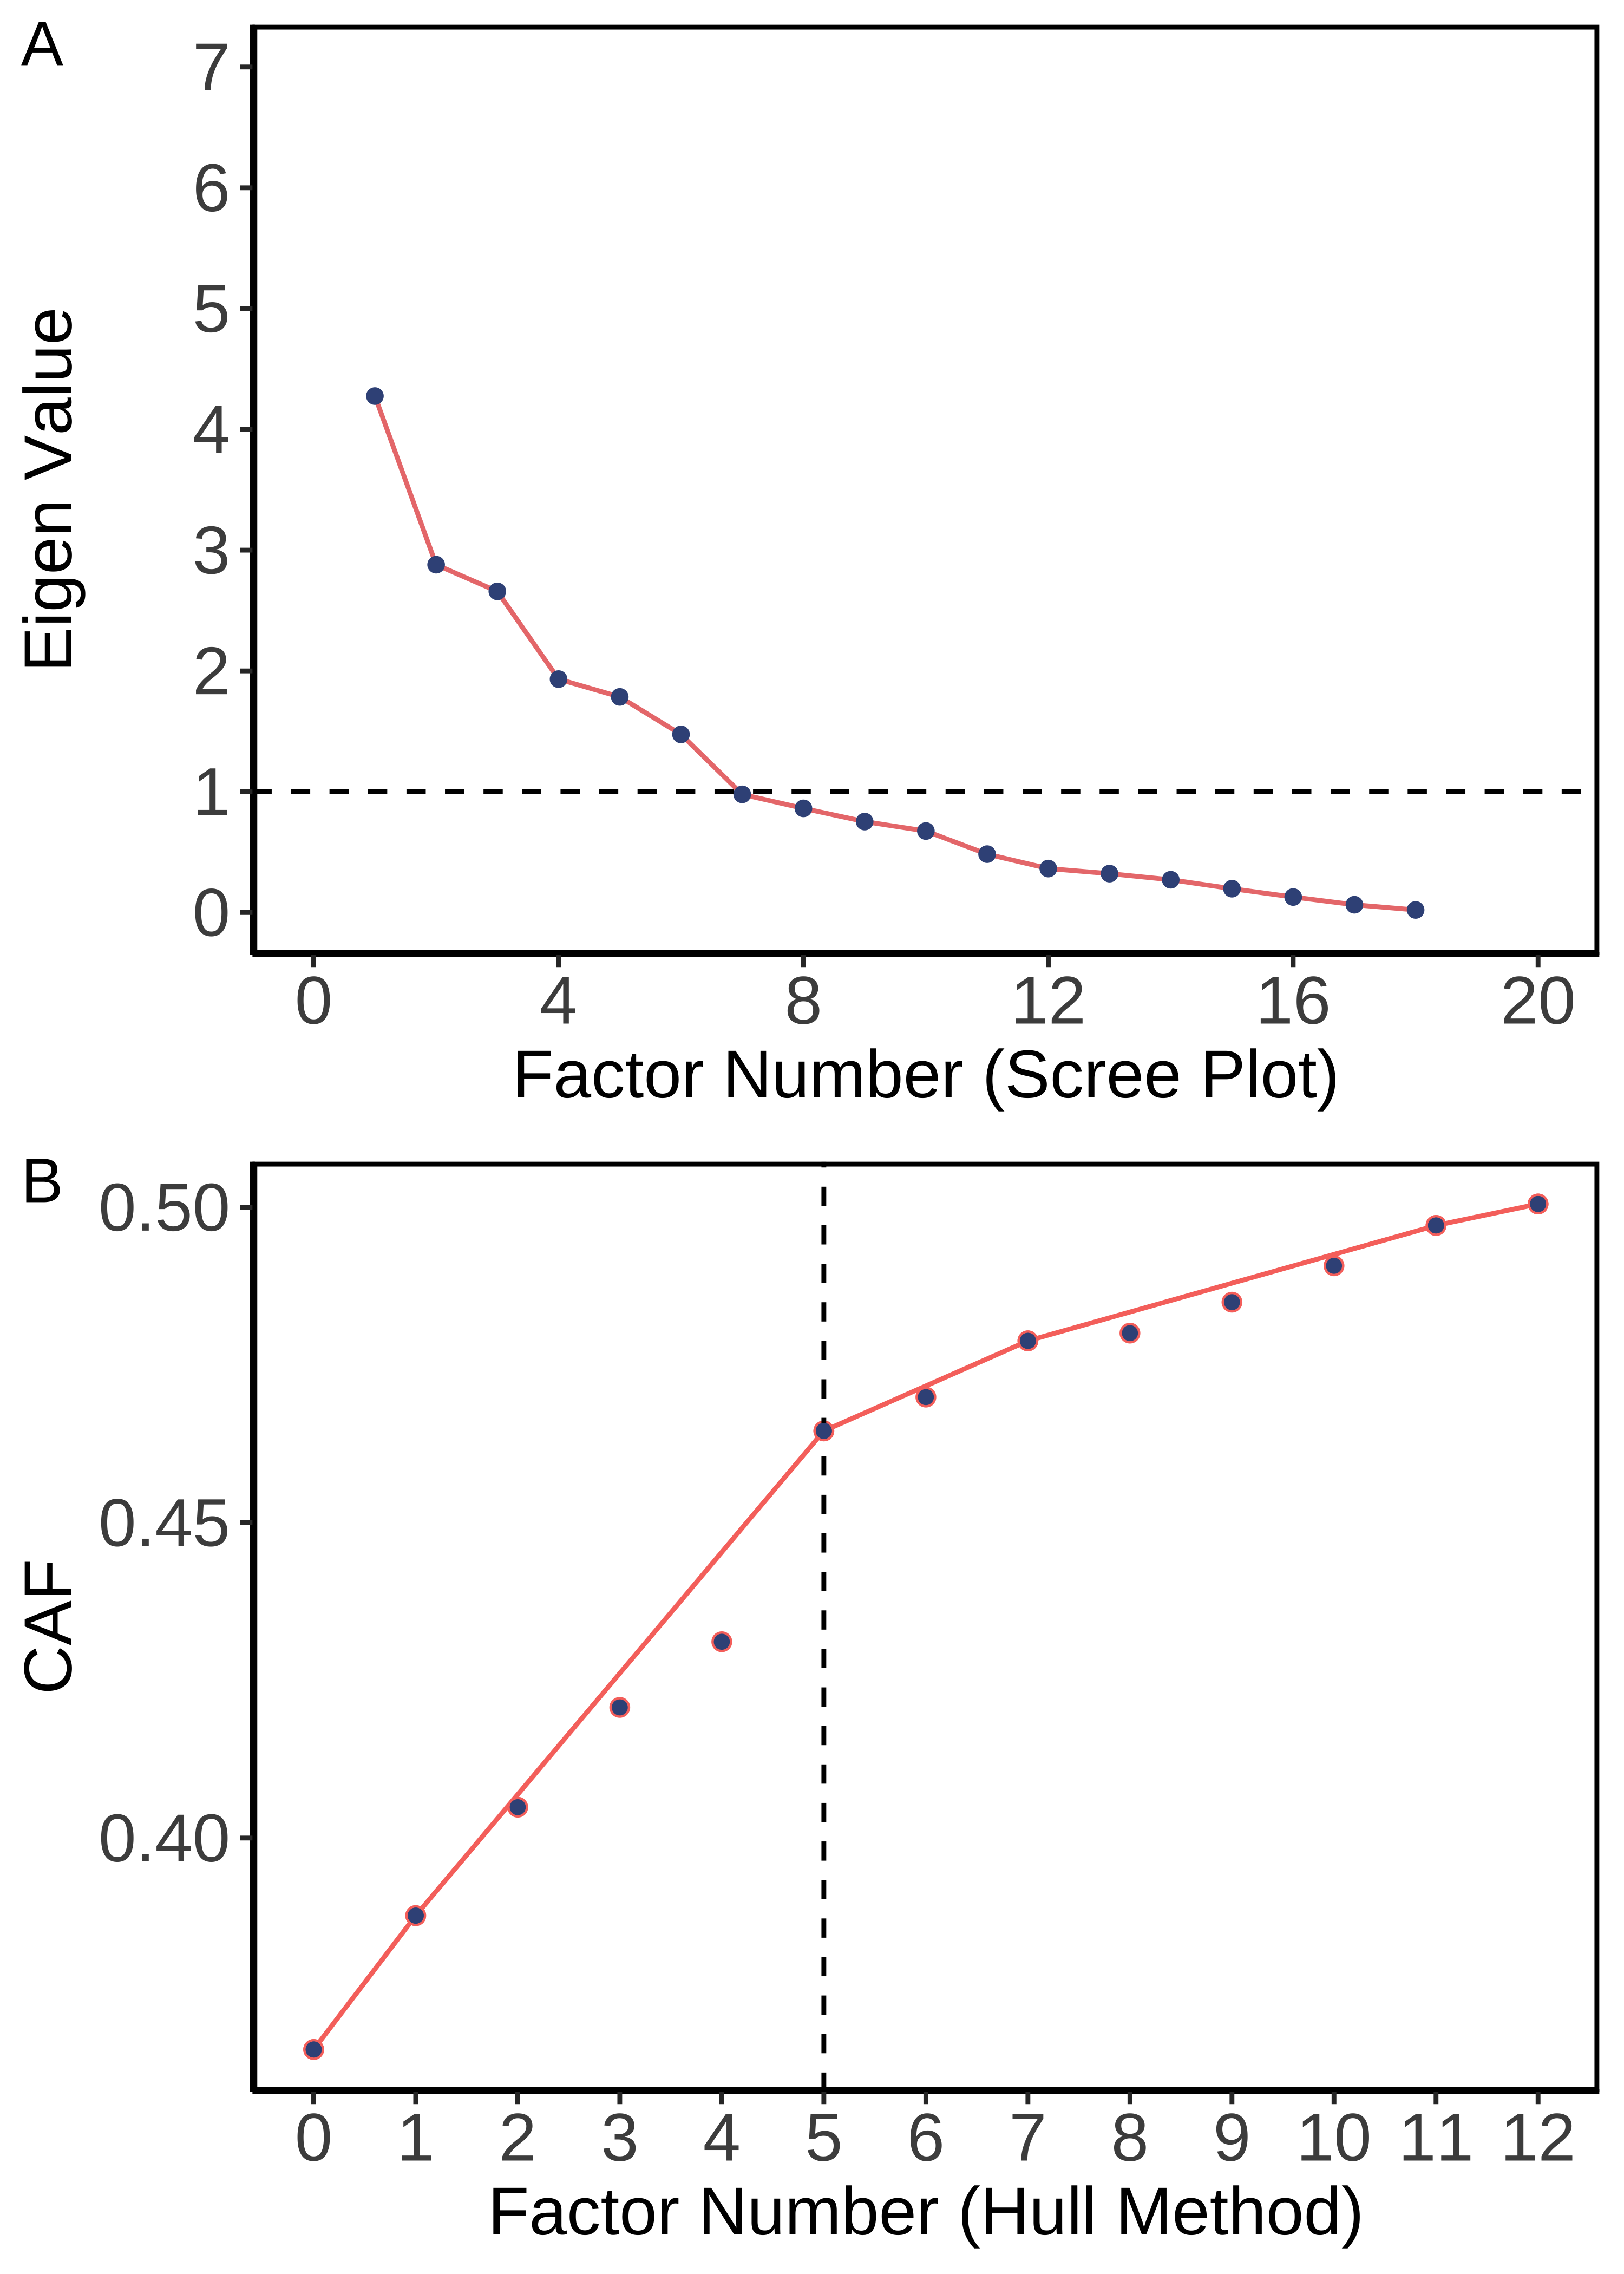 A
7
6
5
4
3
2
1
0
Eigen Value
0 4 8 12 16 20
Factor Number (Scree Plot)
B
0.50
0.45
0.40
CAF
0 1 2 3 4 5 6 7 8 9 10 11 12
Factor Number (Hull Method)